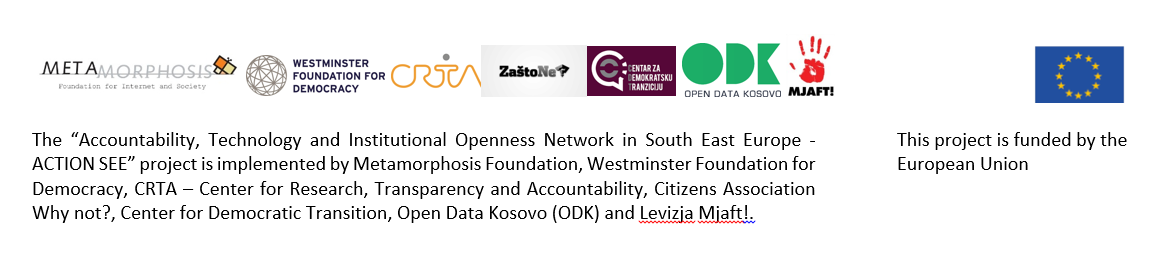 METAMORPHOSIS
Foundation for Internet and Society
WESTMINSTER
FOUNDATION FOR
DEMOCRACY
CRTA
ZaštoNe?
CENTAR ZA
DEMOKRATSKU
TRANZICIJU
ODK
OPEN DATA KOSOVO
MJAFT!
The “Accountability, Technology and Institutional Openness Network in South East Europe -
ACTION SEE” project is implemented by Metamorphosis Foundation, Westminster Foundation for
Democracy, CRTA – Center for Research, Transparency and Accountability, Citizens Association
Why not?, Center for Democratic Transition, Open Data Kosovo (ODK) and Levizja Mjaft!.
This project is funded by the
European Union